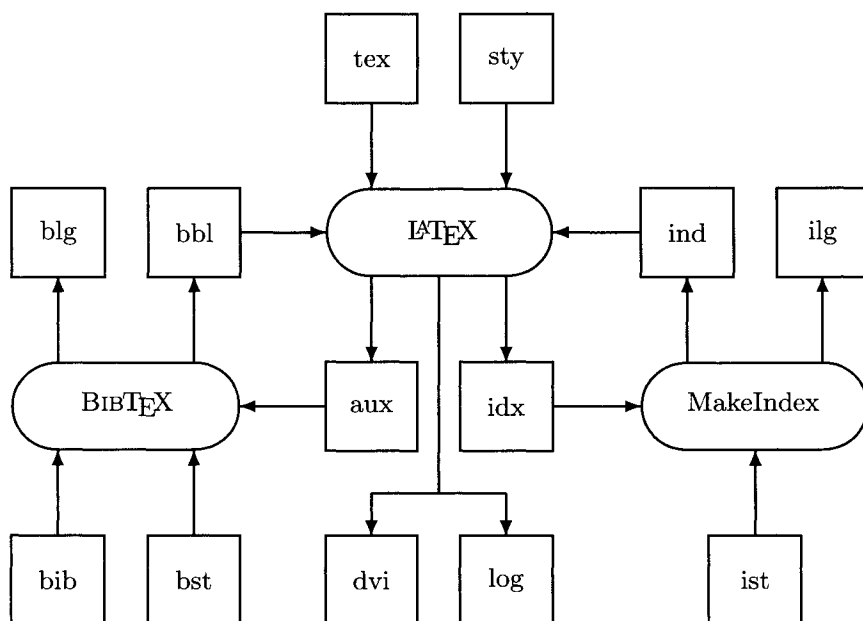 tex sty
blg bbl LATEX ind ilg
BIBTEX aux idx MakeIndex
bib bst dvi log ist